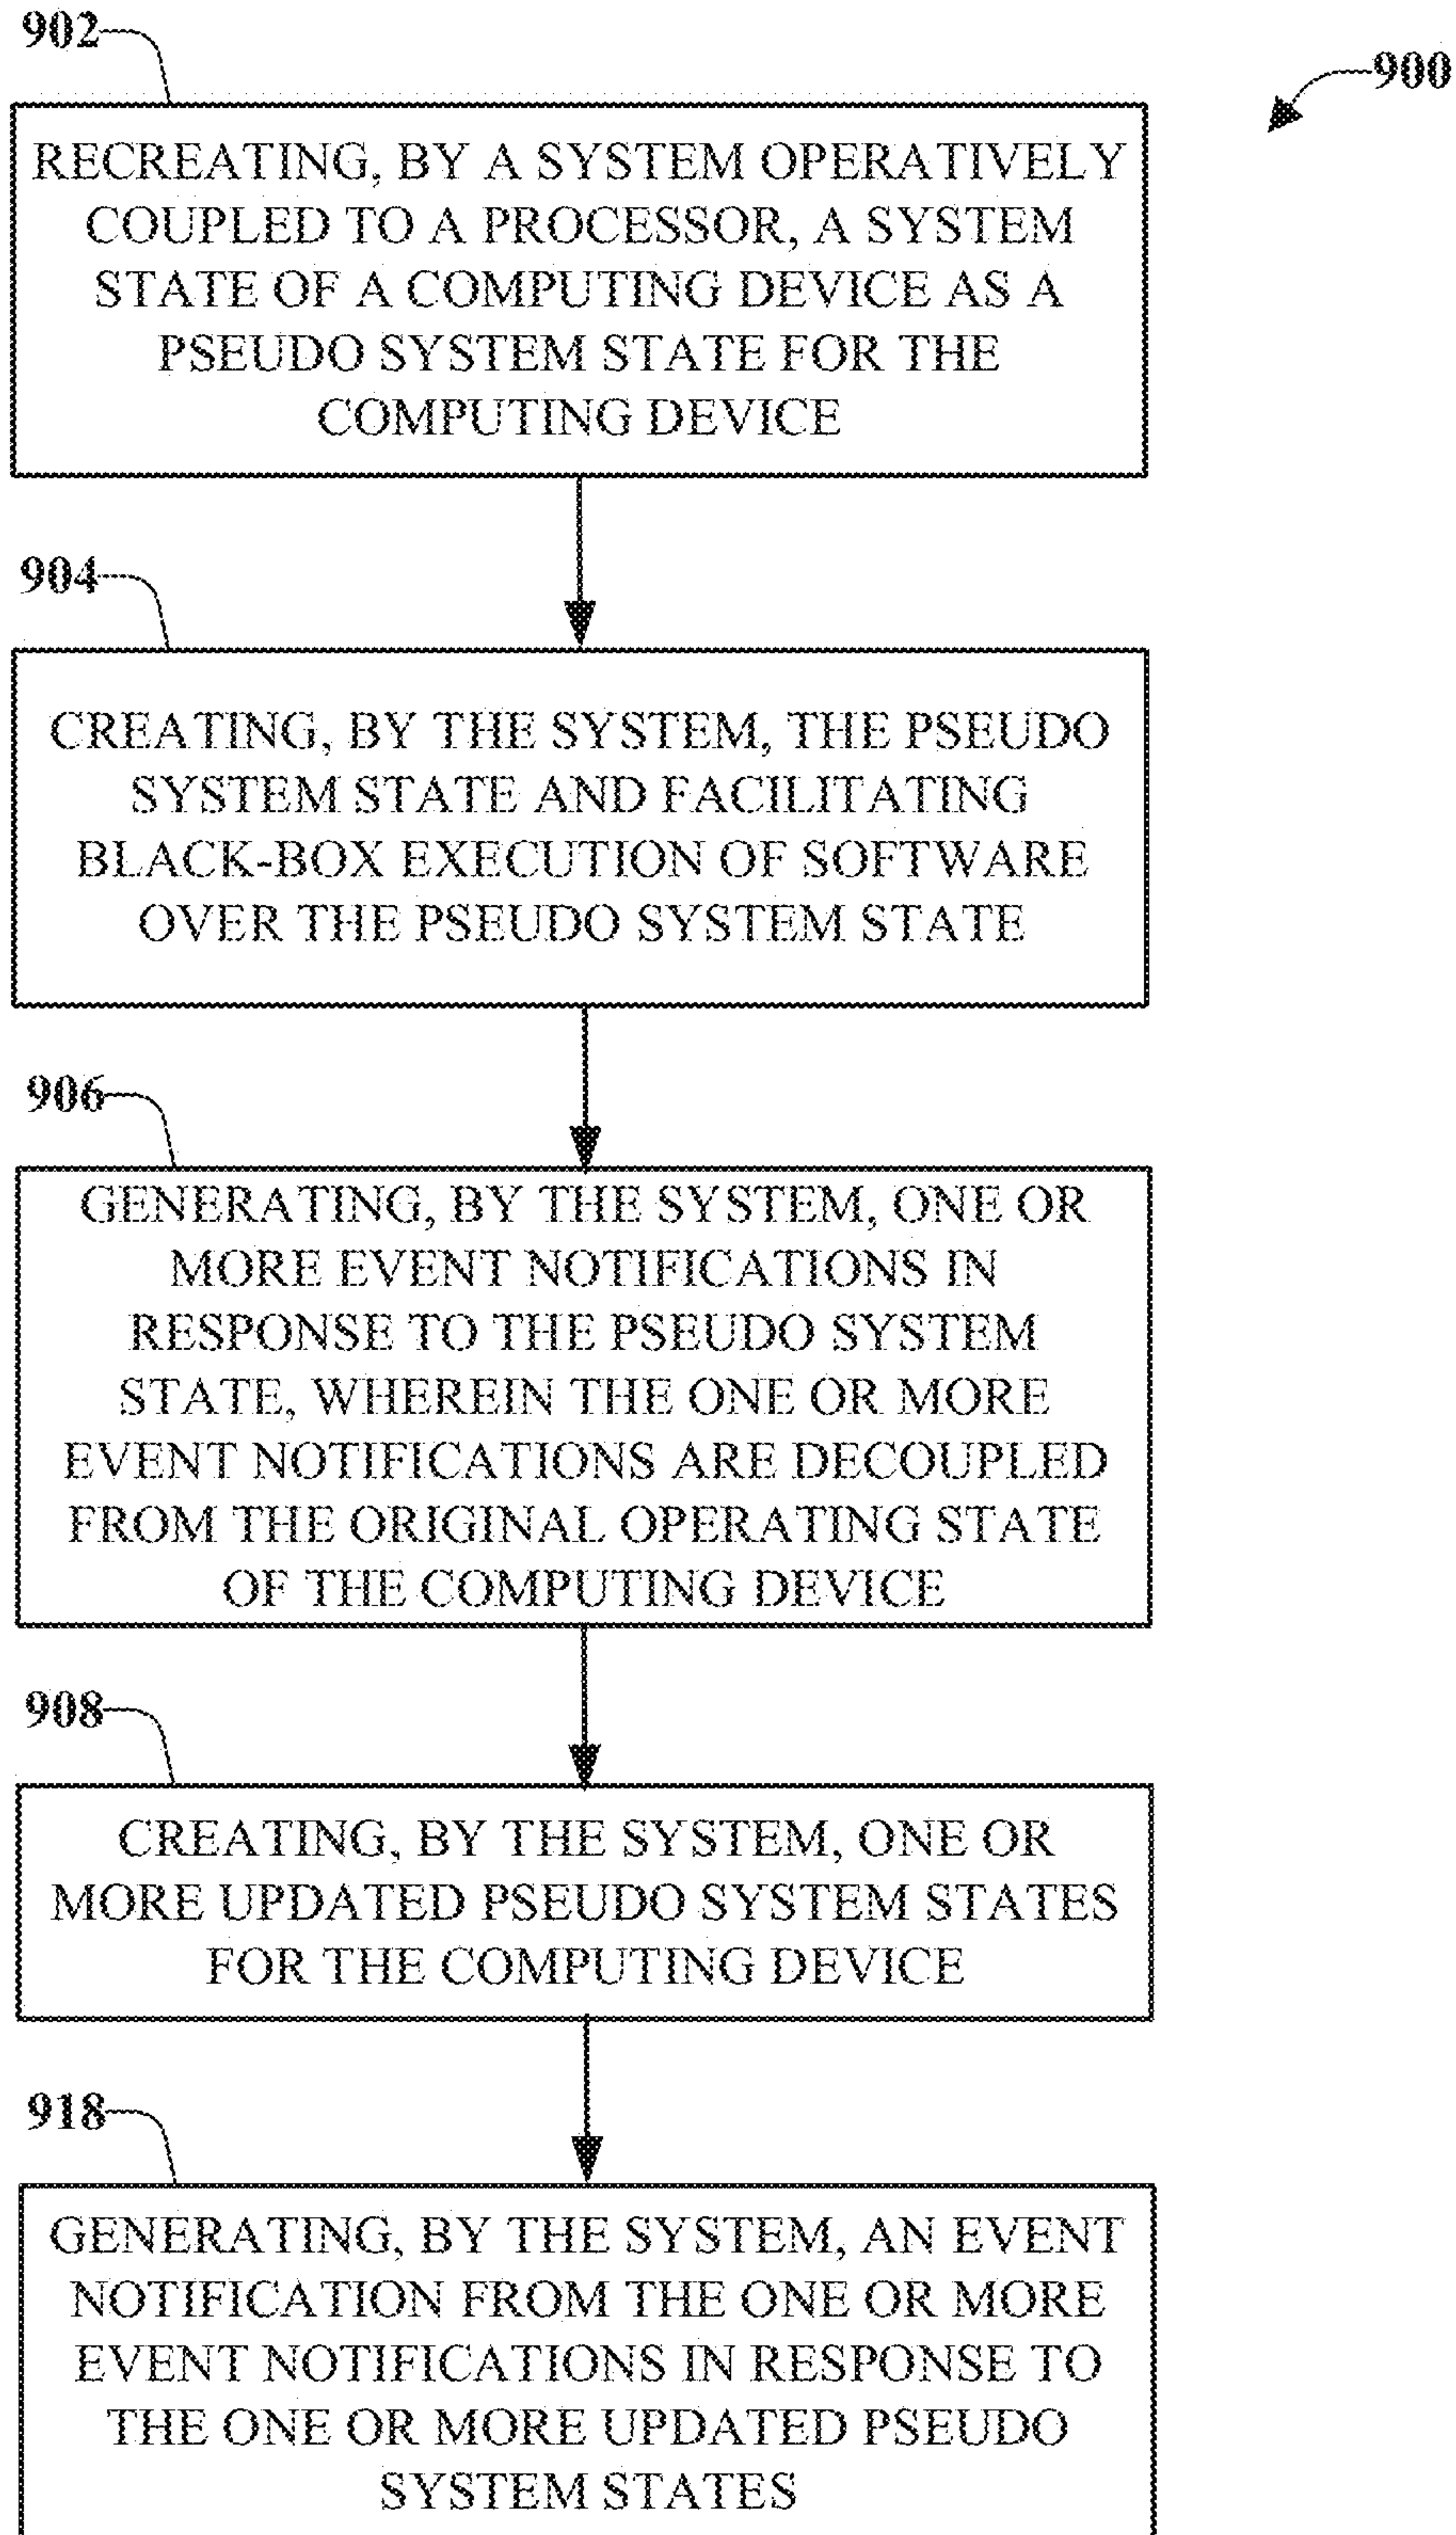 902
900
RECREATING, BY A SYSTEM OPERATIVELY
COUPLED TO A PROCESSOR, A SYSTEM
STATE OF A COMPUTING DEVICE AS A
PSEUDO SYSTEM STATE FOR THE
COMPUTING DEVICE
904
CREATING, BY THE SYSTEM, THE PSEUDO
SYSTEM STATE AND FACILITATING
BLACK-BOX EXECUTION OF SOFTWARE
OVER THE PSEUDO SYSTEM STATE
906
GENERATING, BY THE SYSTEM, ONE OR
MORE EVENT NOTIFICATIONS IN
RESPONSE TO THE PSEUDO SYSTEM
STATE, WHEREIN THE ONE OR MORE
EVENT NOTIFICATIONS ARE DECOUPLED
FROM THE ORIGINAL OPERATING STATE
OF THE COMPUTING DEVICE
908
CREATING, BY THE SYSTEM, ONE OR
MORE UPDATED PSEUDO SYSTEM STATES
FOR THE COMPUTING DEVICE
918
GENERATING, BY THE SYSTEM, AN EVENT
NOTIFICATION FROM THE ONE OR MORE
EVENT NOTIFICATIONS IN RESPONSE TO
THE ONE OR MORE UPDATED PSEUDO
SYSTEM STATES